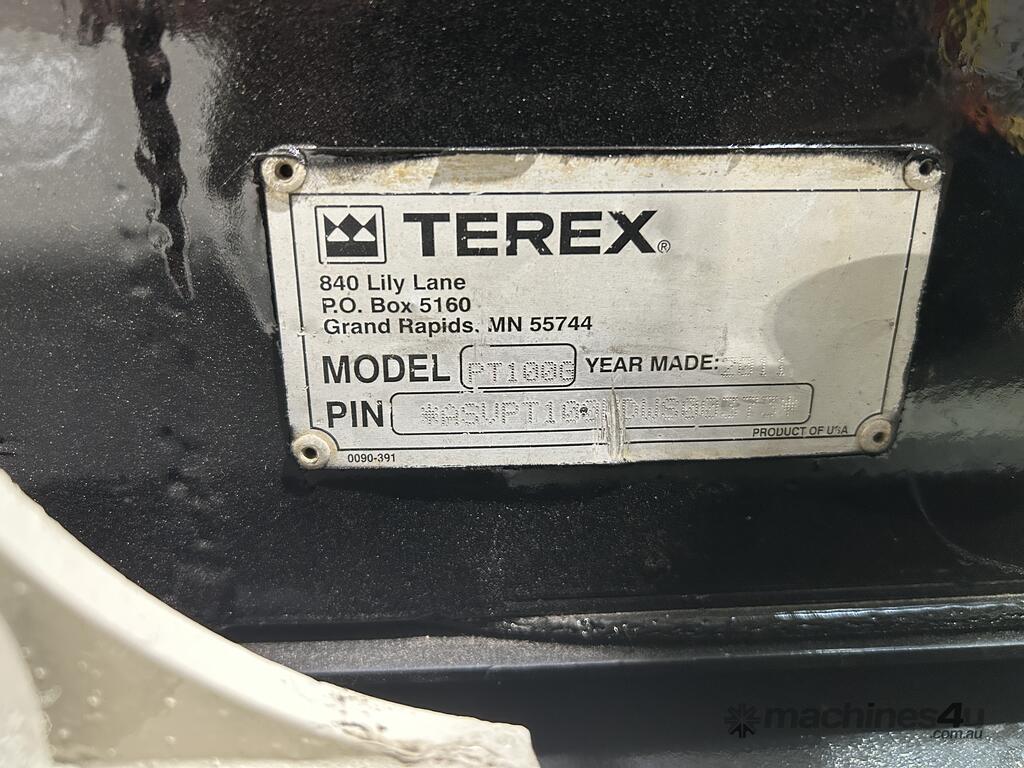 TEREX®
840 Lily Lane
P.O. Box 5160
Grand Rapids, MN 55744
MODEL PT100G YEAR MADE: 2011
PIN
PRODUCT OF USA
0090-391
machines4u
.com.au